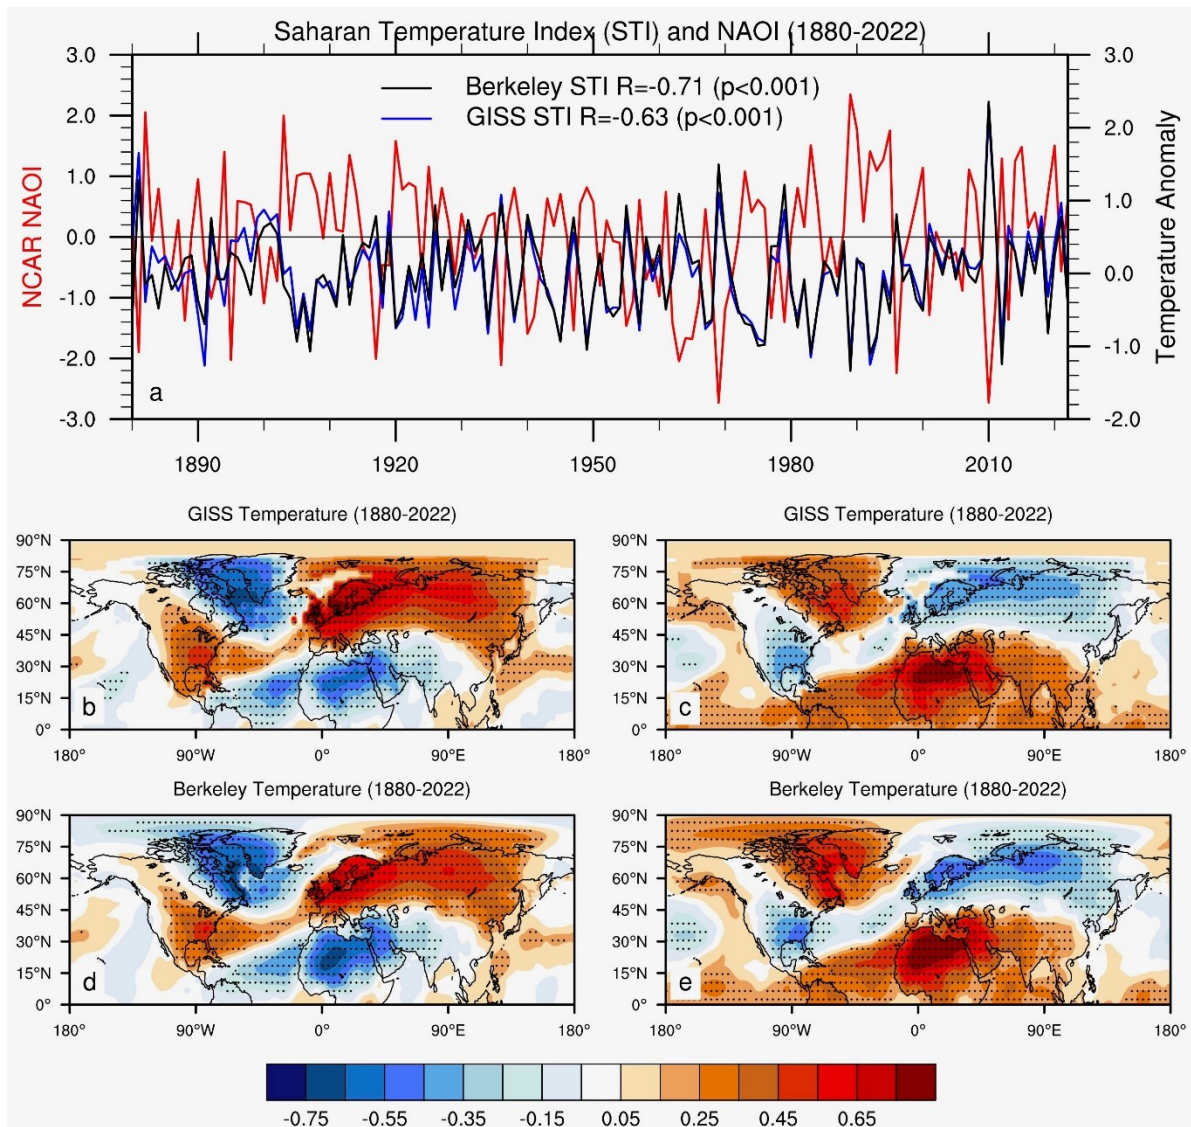 Saharan Temperature Index (STI) and NAOI (1880-2022)
Berkeley STI R=-0.71 (p<0.001)
GISS STI R=-0.63 (p<0.001)
NCAR NAOI
3.0
2.0
1.0
0.0
-1.0
-2.0
-3.0
Temperature Anomaly
3.0
2.0
1.0
0.0
-1.0
-2.0
a
1890 1920 1950 1980 2010
GISS Temperature (1880-2022)
90°N
75°N
60°N
45°N
30°N
15°N
0°
b
180° 90°W 0° 90°E 180°
GISS Temperature (1880-2022)
90°N
75°N
60°N
45°N
30°N
15°N
0°
c
180° 90°W 0° 90°E 180°
Berkeley Temperature (1880-2022)
90°N
75°N
60°N
45°N
30°N
15°N
0°
d
180° 90°W 0° 90°E 180°
Berkeley Temperature (1880-2022)
90°N
75°N
60°N
45°N
30°N
15°N
0°
e
180° 90°W 0° 90°E 180°
-0.75 -0.55 -0.35 -0.15 0.05 0.25 0.45 0.65